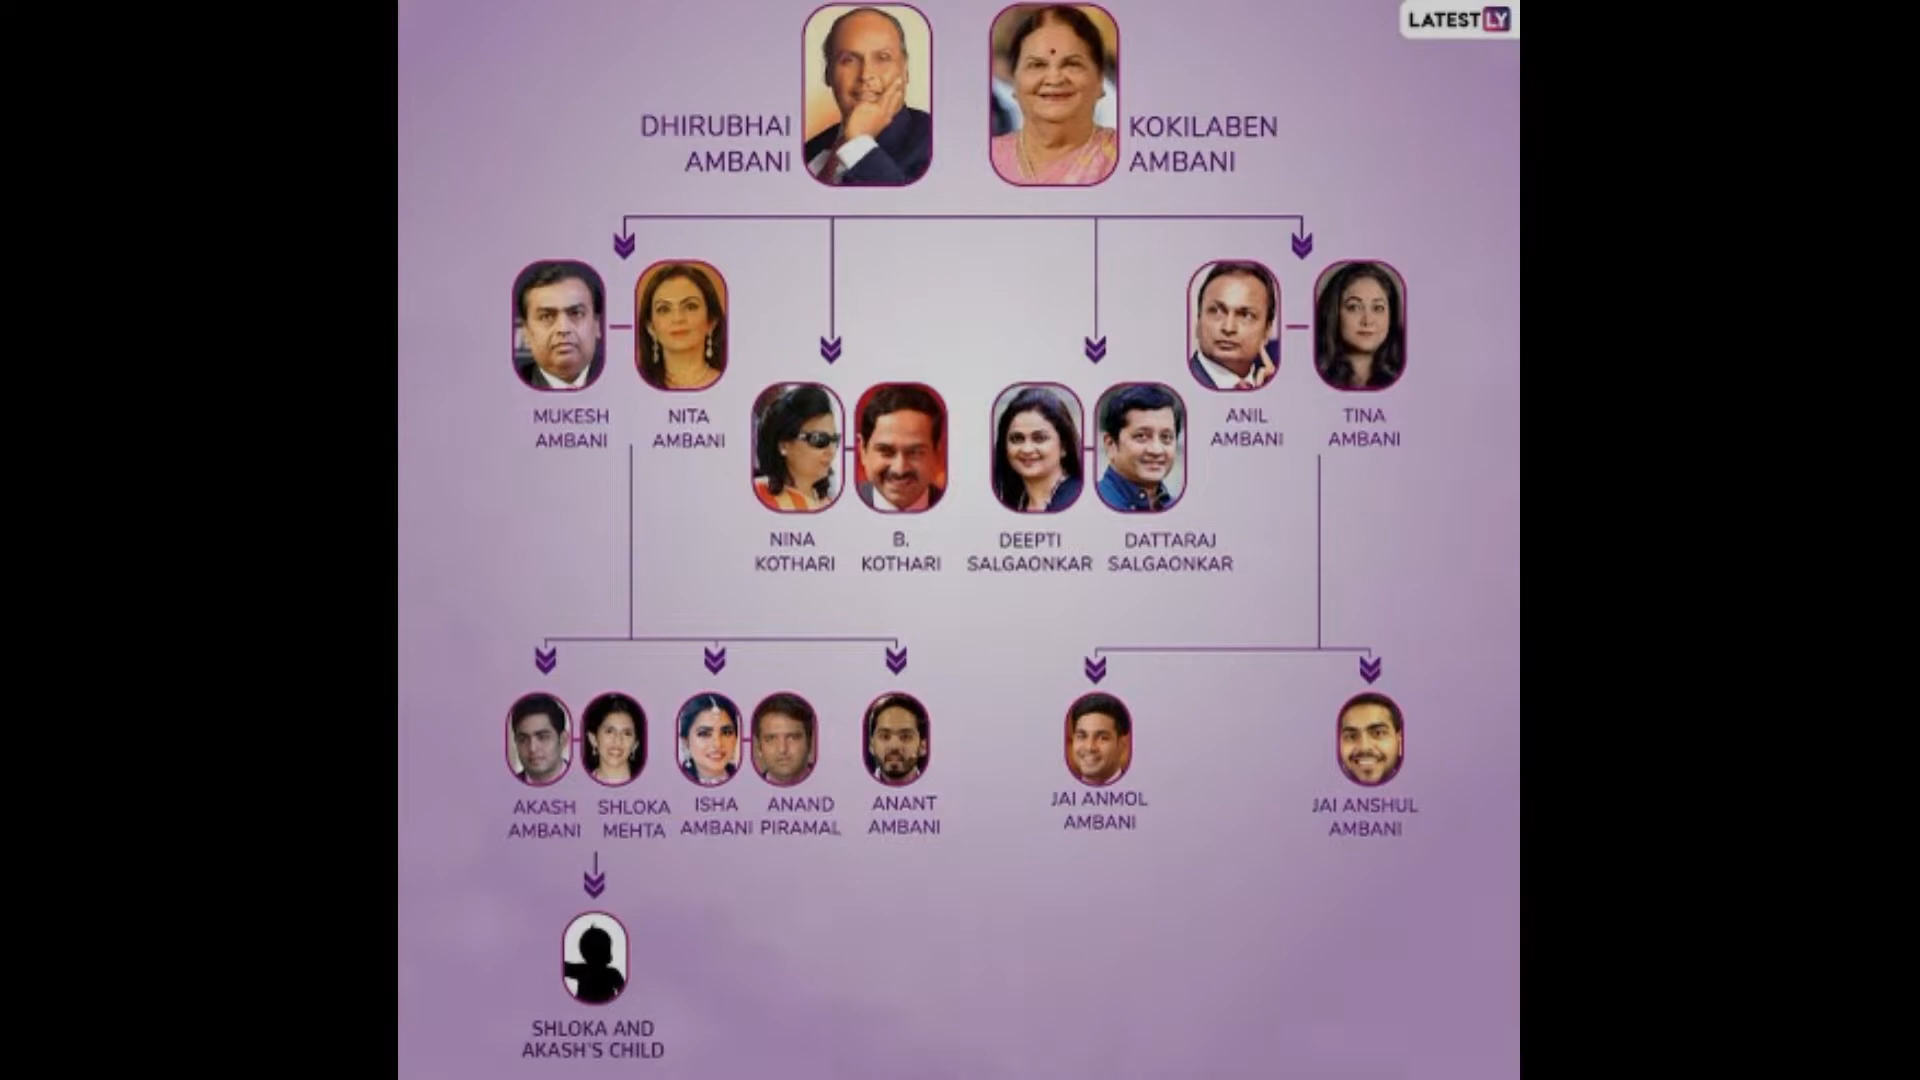 LATESTLY
DHIRUBHAI
AMBANI
KOKILABEN
AMBANI
MUKESH
AMBANI
NITA
AMBANI
NINA
KOTHARI
B.
KOTHARI
DEEPTI
SALGAONKAR
DATTARAJ
SALGAONKAR
ANIL
AMBANI
TINA
AMBANI
AKASH
AMBANI
SHLOKA
MEHTA
ISHA
AMBANI
ANAND
PIRAMAL
ANANT
AMBANI
JAI ANMOL
AMBANI
JAI ANSHUL
AMBANI
SHLOKA AND
AKASH'S CHILD